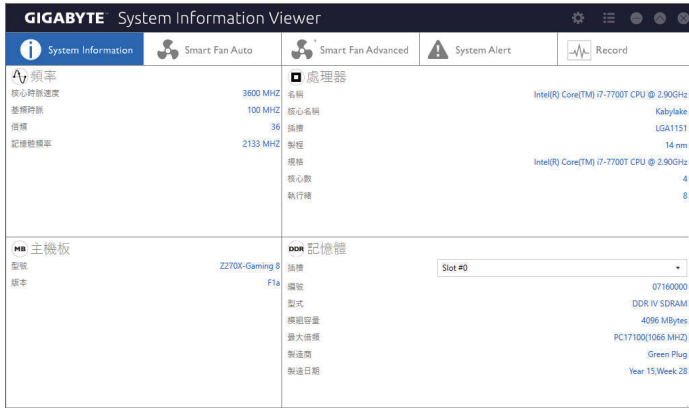 GIGABYTE™ System Information Viewer
System Information
Smart Fan Auto
Smart Fan Advanced
System Alert
Record
頻率
核心時脈速度 3600 MHZ
基頻時脈 100 MHZ
倍頻 36
記憶體頻率 2133 MHZ
處理器
名稱 Intel(R) Core(TM) i7-7700T CPU @ 2.90GHz
核心名稱 Kabylake
插槽 LGA1151
製程 14 nm
規格 Intel(R) Core(TM) i7-7700T CPU @ 2.90GHz
核心數 4
執行緒 8
MB 主機板
型號 Z270X-Gaming 8
版本 F1a
DDR 記憶體
插槽 Slot #0
編號 07160000
型式 DDR IV SDRAM
模組容量 4096 MBytes
最大倍頻 PC17100(1066 MHZ)
製造商 Green Plug
製造日期 Year 15,Week 28